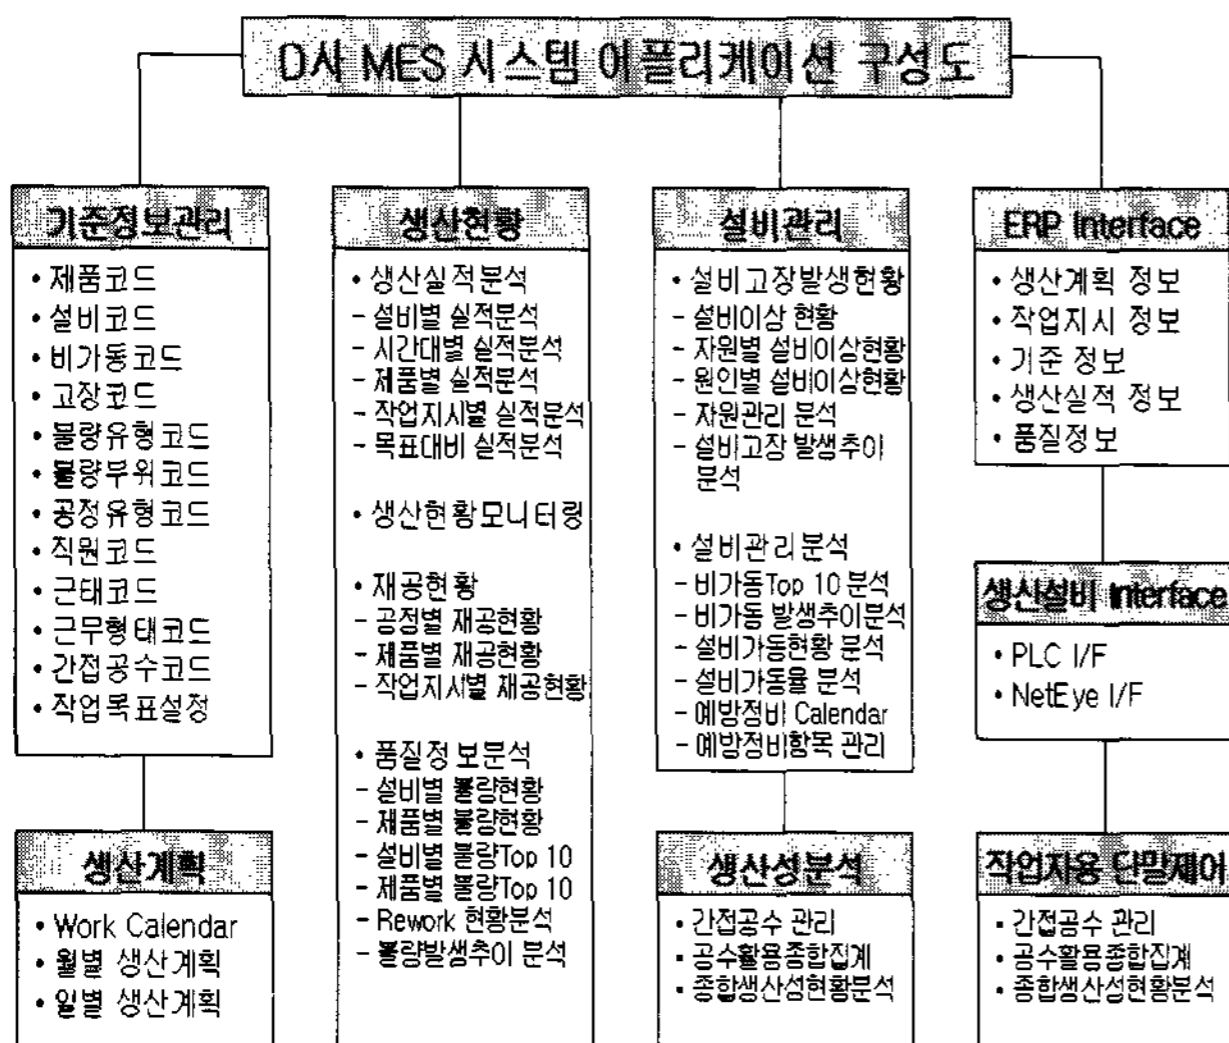 D사 MES 시스템 어플리케이션 구성도
기준정보관리
• 제품코드
• 설비코드
• 비가동코드
• 고장코드
• 불량유형코드
• 불량부위코드
• 공정유형코드
• 직원코드
• 근태코드
• 근무형태코드
• 간접공수코드
• 작업목표설정
생산계획
• Work Calendar
• 월별 생산계획
• 일별 생산계획
생산현황
• 생산실적분석
- 설비별 실적분석
- 시간대별 실적분석
- 제품별 실적분석
- 작업지시별 실적분석
- 목표대비 실적분석
• 생산현황모니터링
• 재공현황
- 공정별 재공현황
- 제품별 재공현황
- 작업지시별 재공현황
• 품질정보분석
- 설비별 불량현황
- 제품별 불량현황
- 설비별 불량Top 10
- 제품별 불량Top 10
- Rework 현황분석
- 불량발생추이 분석
설비관리
• 설비고장발생현황
- 설비이상 현황
- 자원별 설비이상현황
- 원인별 설비이상현황
- 자원관리 분석
- 설비고장 발생추이
분석
• 설비관리분석
- 비가동Top 10 분석
- 비가동 발생추이분석
- 설비가동현황 분석
- 설비가동율 분석
- 예방정비 Calendar
- 예방정비항목 관리
생산성분석
• 간접공수 관리
• 공수활용종합집계
• 종합생산성현황분석
ERP Interface
• 생산계획 정보
• 작업지시 정보
• 기준 정보
• 생산실적 정보
• 품질정보
생산설비 Interface
• PLC I/F
• NetEye I/F
작업자용 단말제어
• 간접공수 관리
• 공수활용종합집계
• 종합생산성현황분석